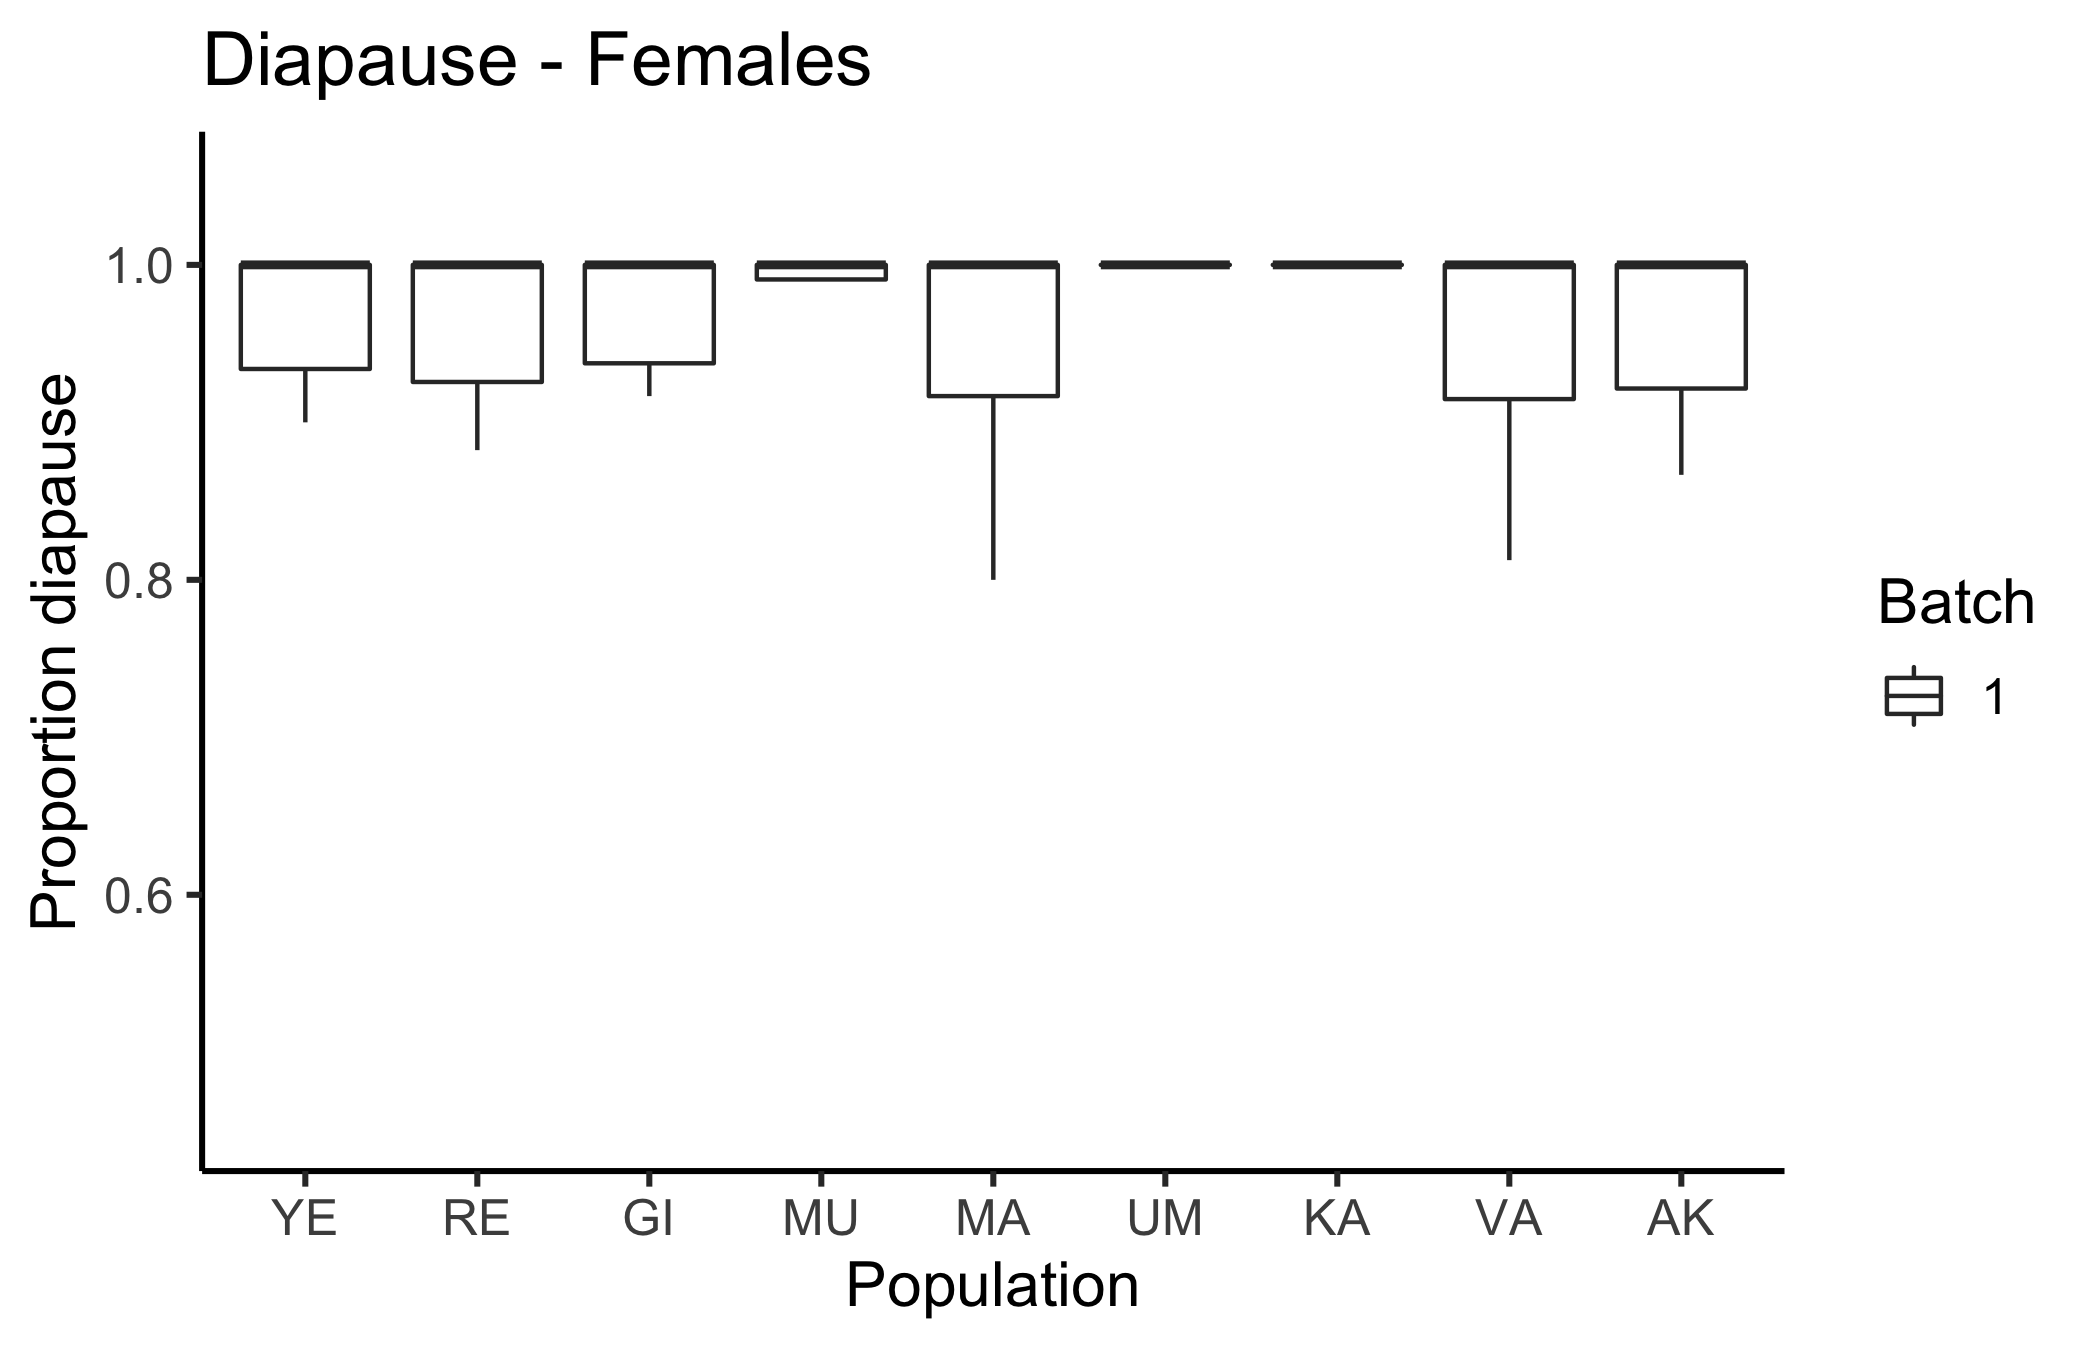 Diapause - Females
Proportion diapause
1.0
0.8
0.6
YE RE GI MU MA UM KA VA AK
Population
Batch
1